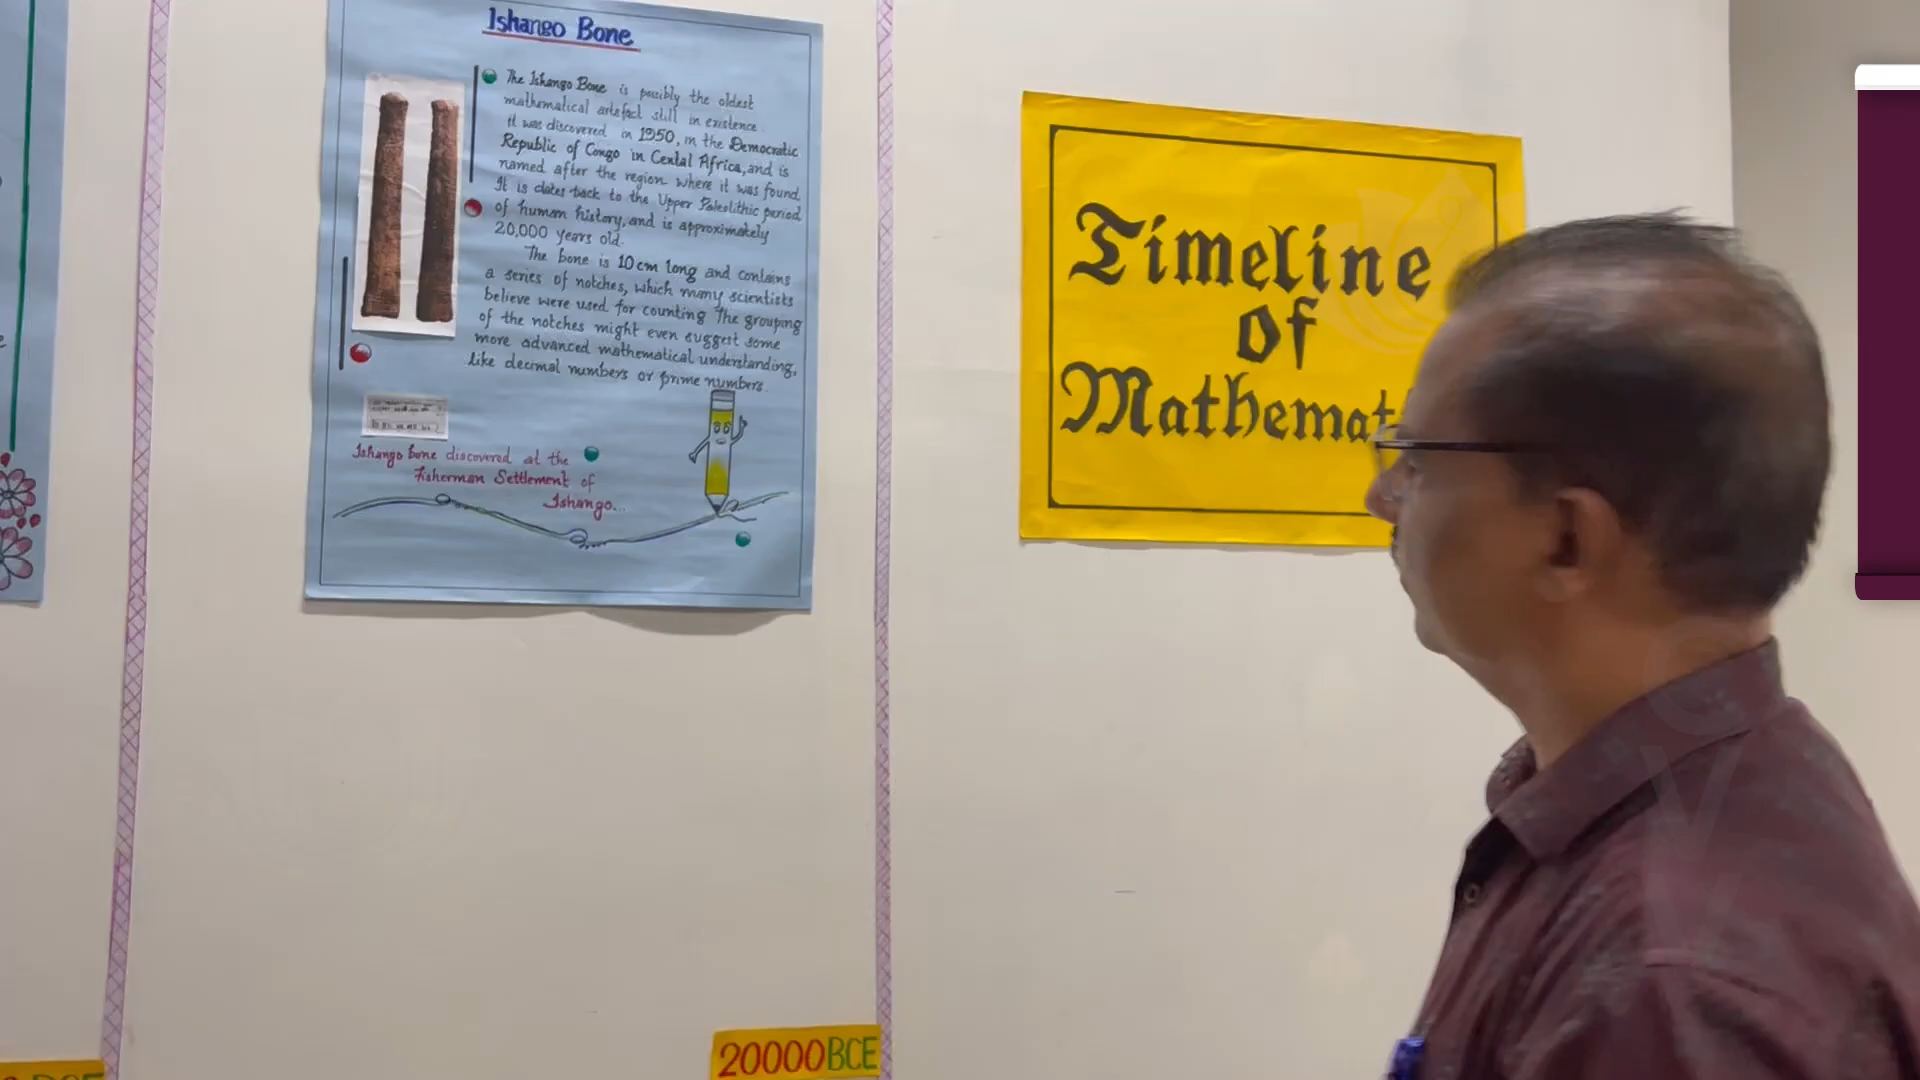 Ishango Bone
The Ishango Bone is possibly the oldest
mathematical artefact still in existence.
It was discovered in 1950, in the Democratic
Republic of Congo in Cental Africa, and is
named after the region where it was found.
It is dates back to the Upper Paleolithic period
of human history, and is approximately
20,000 years old.
The bone is 10 cm long and contains
a series of notches, which many scientists
believe were used for counting The grouping
of the notches might even suggest some
more advanced mathematical understanding,
like decimal numbers or prime numbers.
Ishango bone discovered at the
Fisherman Settlement of
Ishango...
Timeline
Of
Mathemat
20000 BCE